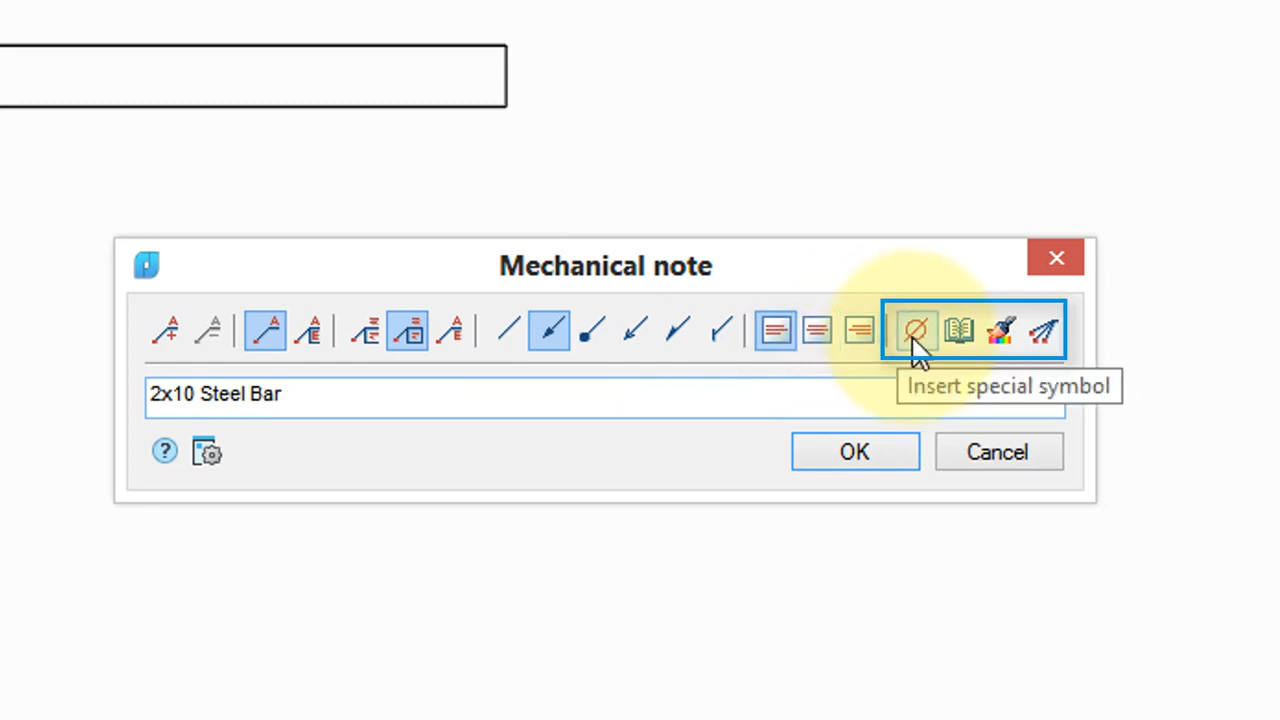 Mechanical note
2x10 Steel Bar
Insert special symbol
OK
Cancel